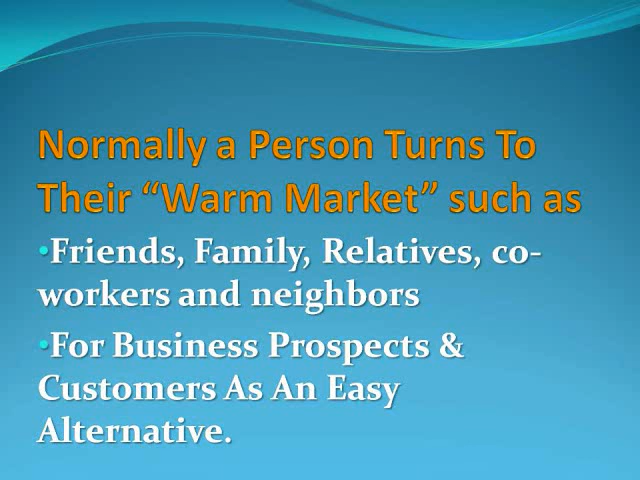 Normally a Person Turns To
Their “Warm Market” such as
•Friends, Family, Relatives, co-
workers and neighbors
•For Business Prospects &
Customers As An Easy
Alternative.